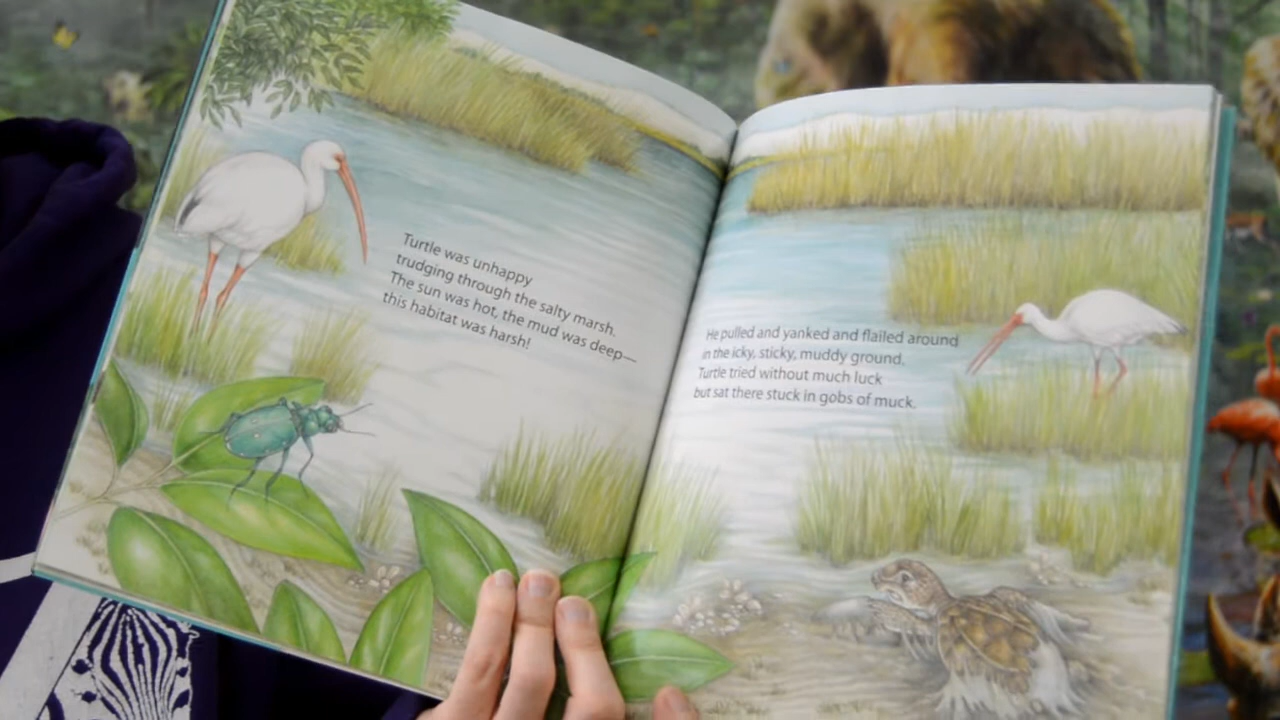 Turtle was unhappy
trudging through the salty marsh.
The sun was hot, the mud was deep—
this habitat was harsh!
He pulled and yanked and flailed around
in the icky, sticky, muddy ground.
Turtle tried without much luck
but sat there stuck in gobs of muck.